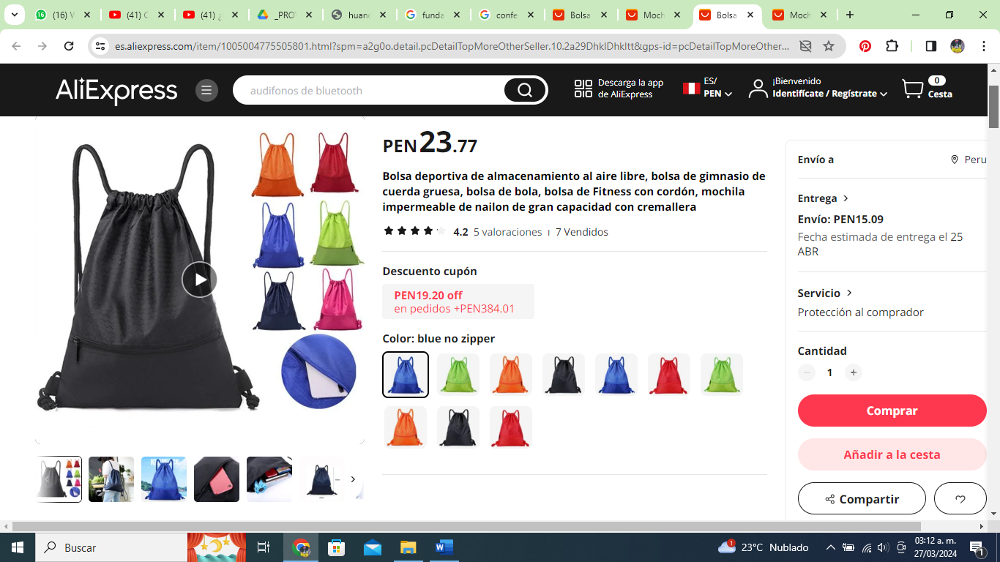 (16) W
(41) C
(41) ¿
_PRO
huano
funda
confe
Bolsa
Moch
Bolsa
Moch
es.aliexpress.com/item/1005004775505801.html?spm=a2g0o.detail.pcDetailTopMoreOtherSeller.10.2a29DhklDhkltt&gps-id=pcDetailTopMoreOther...
AliExpress
audifonos de bluetooth
Descarga la app
de AliExpress
ES/
PEN
¡Bienvenido
Identifícate / Regístrate
0
Cesta
PEN23.77
Bolsa deportiva de almacenamiento al aire libre, bolsa de gimnasio de
cuerda gruesa, bolsa de bola, bolsa de Fitness con cordón, mochila
impermeable de nailon de gran capacidad con cremallera
4.2 5 valoraciones 7 Vendidos
Descuento cupón
PEN19.20 off
en pedidos +PEN384.01
Color: blue no zipper
Envío a Peru
Entrega
Envío: PEN15.09
Fecha estimada de entrega el 25
ABR
Servicio
Protección al comprador
Cantidad
1
Comprar
Añadir a la cesta
Compartir
Buscar
1
23°C Nublado
03:12 a. m.
27/03/2024
1